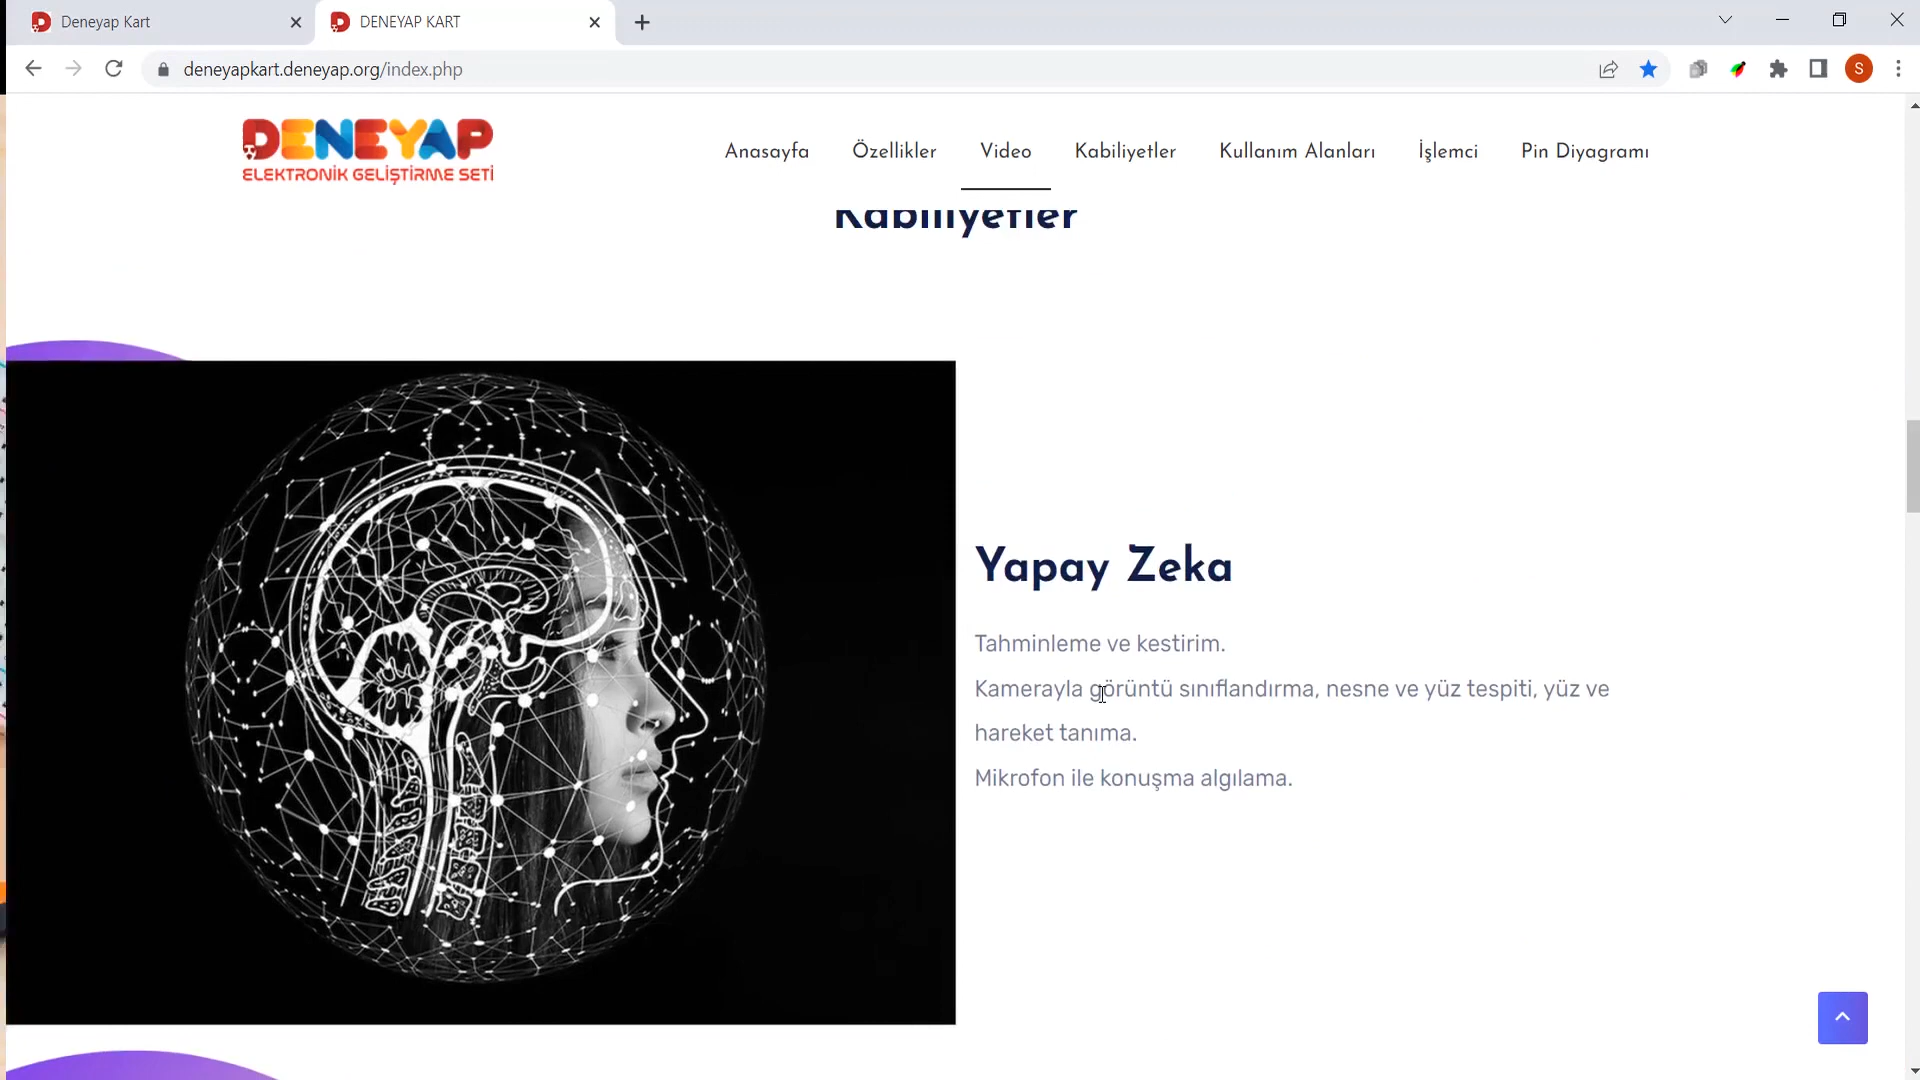 Deneyap Kart
DENEYAP KART
deneyapkart.deneyap.org/index.php
S
DENEYAP
ELEKTRONİK GELİŞTİRME SETİ
Anasayfa
Özellikler
Video
Kabiliyetler
Kullanım Alanları
İşlemci
Pin Diyagramı
Kabiliyetler
Yapay Zeka
Tahminleme ve kestirim.
Kamerayla görüntü sınıflandırma, nesne ve yüz tespiti, yüz ve
hareket tanıma.
Mikrofon ile konuşma algılama.